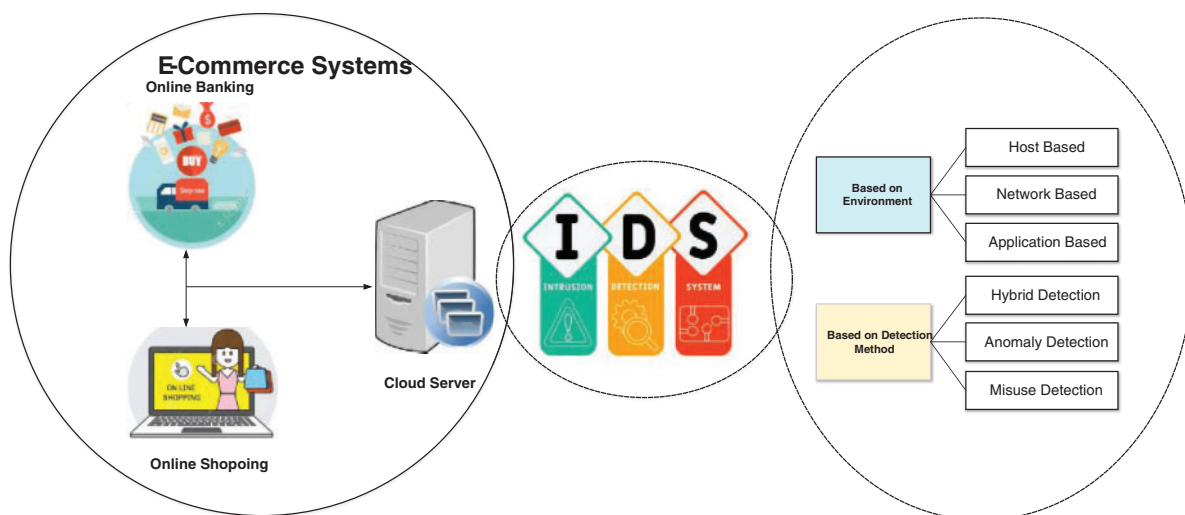 E-Commerce Systems
Online Banking
$
BUY
Cloud Server
ON LINE
SHOPPING
Online Shopoing
I D S
INTRUSION DETECTION SYSTEM
Based on
Environment
Host Based
Network Based
Application Based
Based on Detection
Method
Hybrid Detection
Anomaly Detection
Misuse Detection